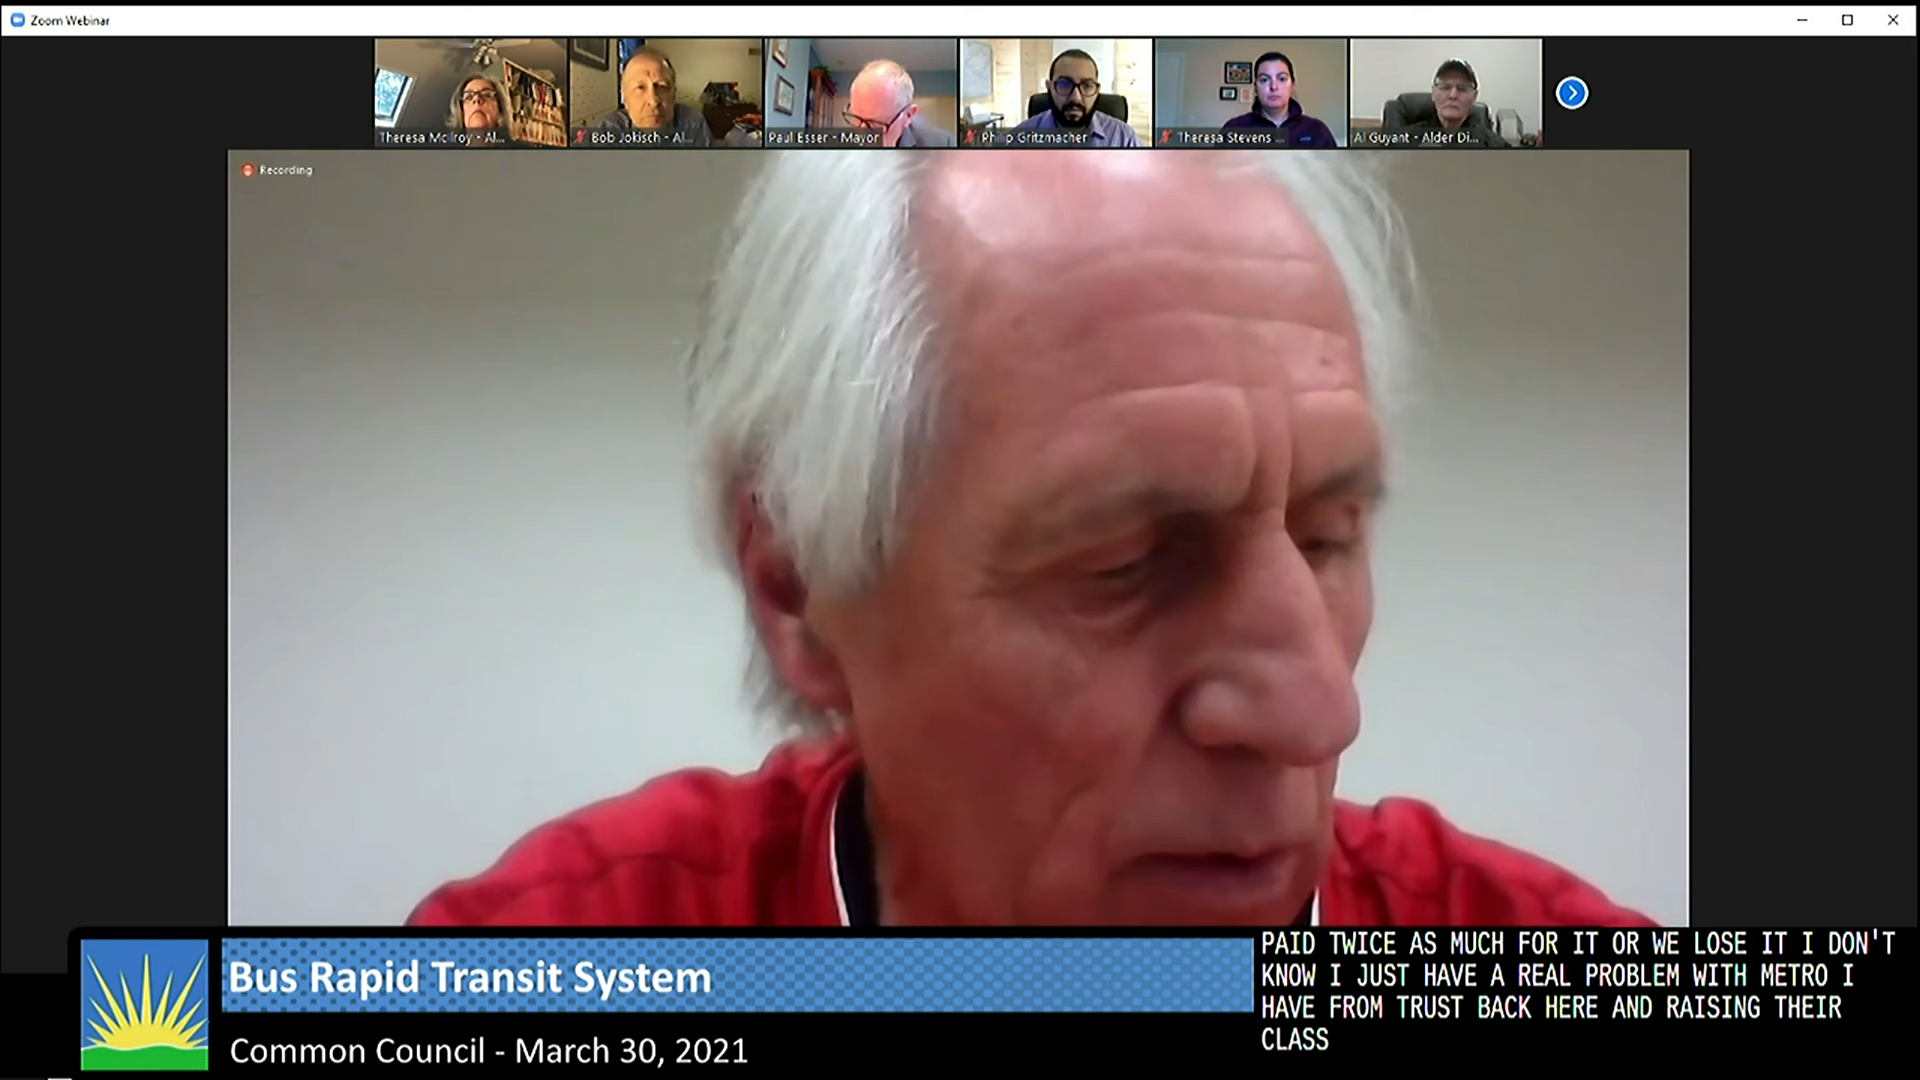 Zoom Webinar
Theresa McIlroy - Al...
Bob Jokisch - Al...
Paul Esser - Mayor
Philip Gritzmacher
Theresa Stevens ...
Al Guyant - Alder Di...
Recording
Bus Rapid Transit System
Common Council - March 30, 2021
PAID TWICE AS MUCH FOR IT OR WE LOSE IT I DON'T
KNOW I JUST HAVE A REAL PROBLEM WITH METRO I
HAVE FROM TRUST BACK HERE AND RAISING THEIR
CLASS